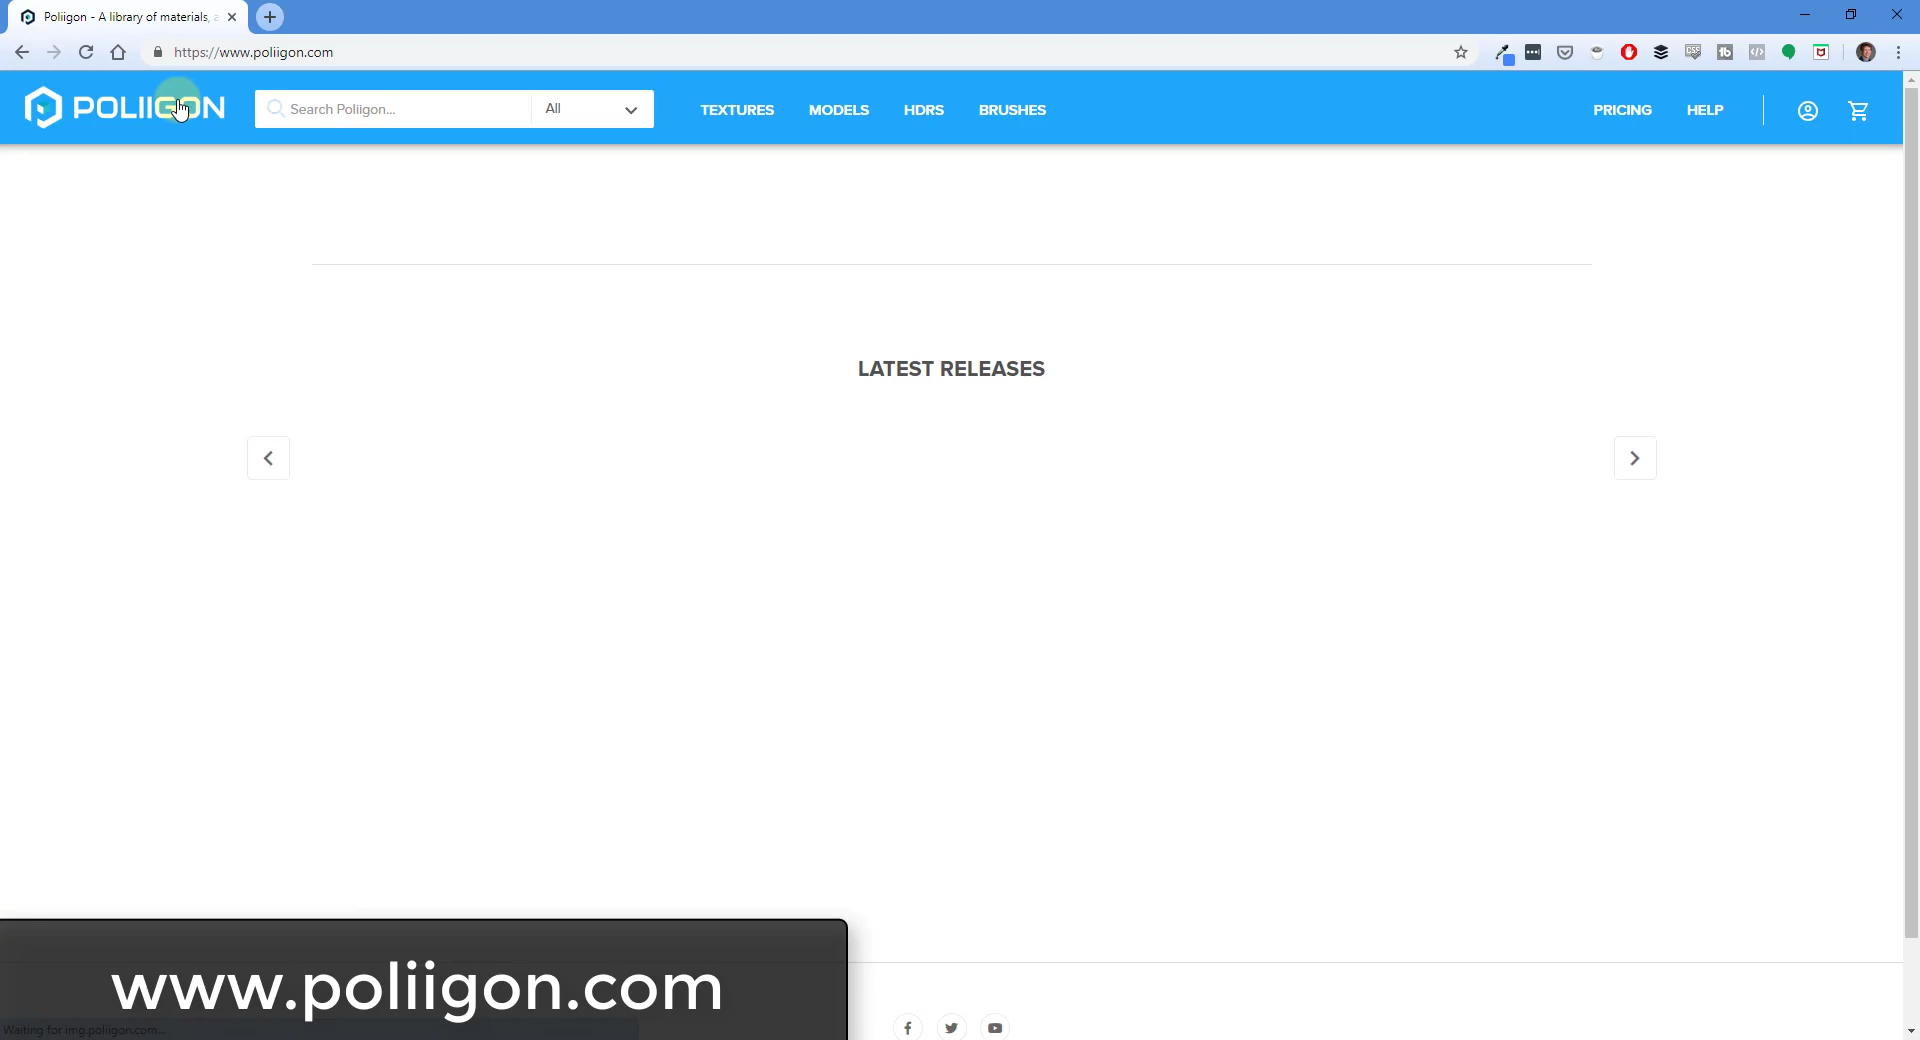 Poliigon - A library of materials, a
https://www.poliigon.com
POLIIGON
Search Poliigon...
All
TEXTURES
MODELS
HDRS
BRUSHES
PRICING
HELP
LATEST RELEASES
www.poliigon.com
Waiting for img.poliigon.com...